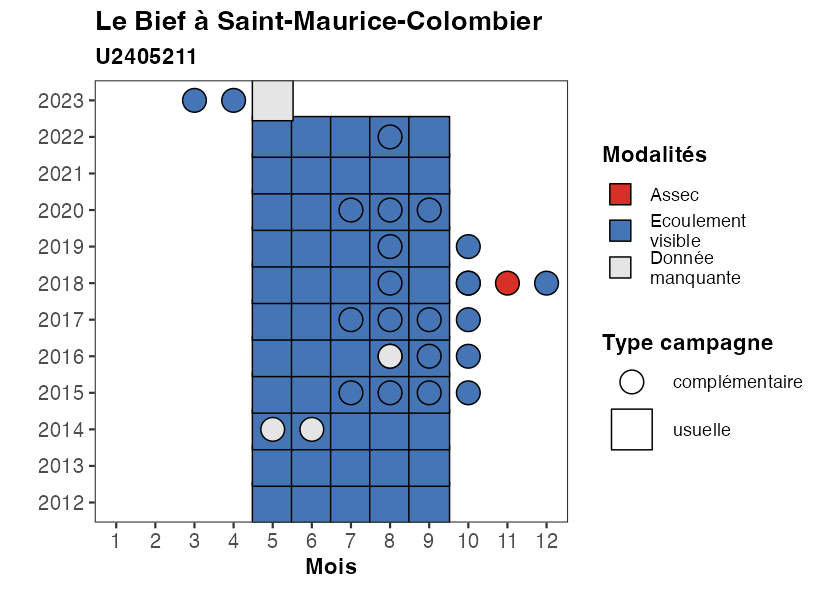 Le Bief à Saint-Maurice-Colombier
U2405211
2023
2022
2021
2020
2019
2018
2017
2016
2015
2014
2013
2012
1 2 3 4 5 6 7 8 9 10 11 12
Mois
Modalités
Assec
Ecoulement
visible
Donnée
manquante
Type campagne
complémentaire
usuelle